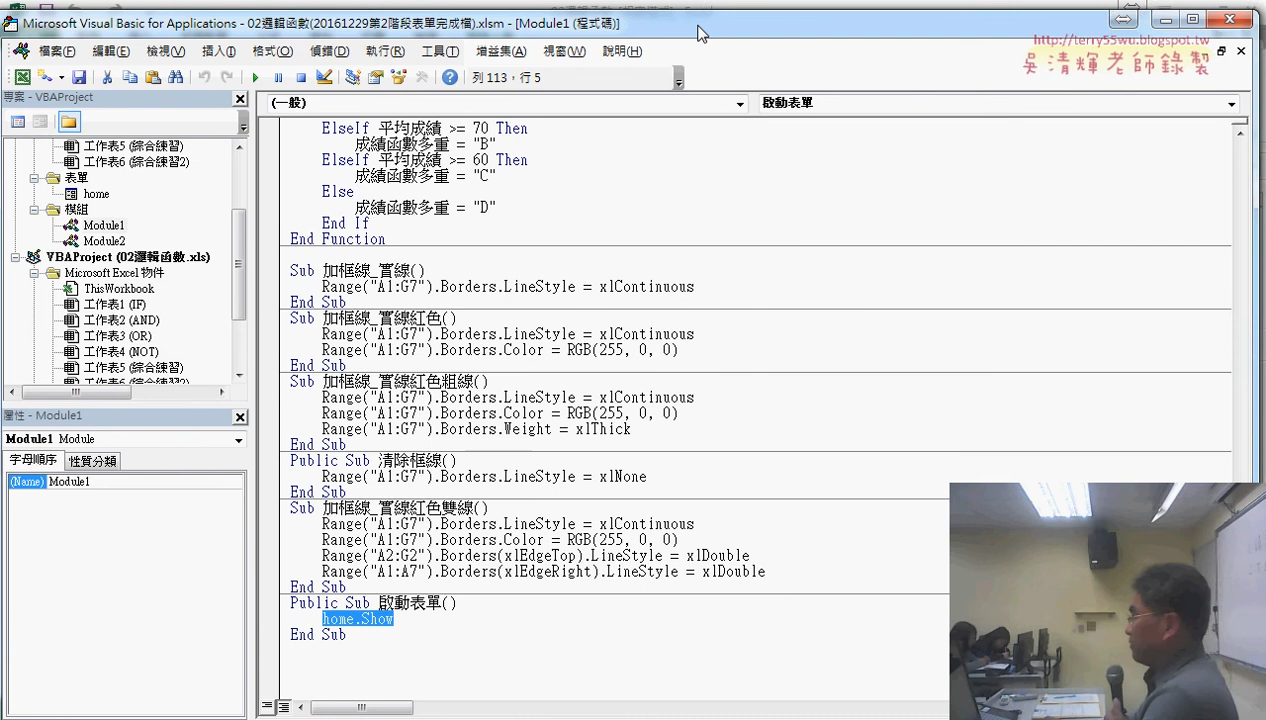 Microsoft Visual Basic for Applications - 02邏輯函數(20161229第2階段表單完成檔).xlsm - [Module1 (程式碼)]
檔案(F) 編輯(E) 檢視(V) 插入(I) 格式(O) 偵錯(D) 執行(R) 工具(T) 增益集(A) 視窗(W) 說明(H)
http://terry55wu.blogspot.tw
吳清輝老師錄製
列 113，行 5
專案 - VBAProject
(一般)
啟動表單
工作表5 (綜合練習)
工作表6 (綜合練習2)
表單
home
模組
Module1
Module2
VBAProject (02邏輯函數.xls)
Microsoft Excel 物件
ThisWorkbook
工作表1 (IF)
工作表2 (AND)
工作表3 (OR)
工作表4 (NOT)
工作表5 (綜合練習)
工作表6 (綜合練習2)
屬性 - Module1
Module1 Module
字母順序 性質分類
(Name) Module1
ElseIf 平均成績 >= 70 Then
成績函數多重 = "B"
ElseIf 平均成績 >= 60 Then
成績函數多重 = "C"
Else
成績函數多重 = "D"
End If
End Function
Sub 加框線_實線()
Range("A1:G7").Borders.LineStyle = xlContinuous
End Sub
Sub 加框線_實線紅色()
Range("A1:G7").Borders.LineStyle = xlContinuous
Range("A1:G7").Borders.Color = RGB(255, 0, 0)
End Sub
Sub 加框線_實線紅色粗線()
Range("A1:G7").Borders.LineStyle = xlContinuous
Range("A1:G7").Borders.Color = RGB(255, 0, 0)
Range("A1:G7").Borders.Weight = xlThick
End Sub
Public Sub 清除框線()
Range("A1:G7").Borders.LineStyle = xlNone
End Sub
Sub 加框線_實線紅色雙線()
Range("A1:G7").Borders.LineStyle = xlContinuous
Range("A1:G7").Borders.Color = RGB(255, 0, 0)
Range("A2:G2").Borders(xlEdgeTop).LineStyle = xlDouble
Range("A1:A7").Borders(xlEdgeRight).LineStyle = xlDouble
End Sub
Public Sub 啟動表單()
home.Show
End Sub